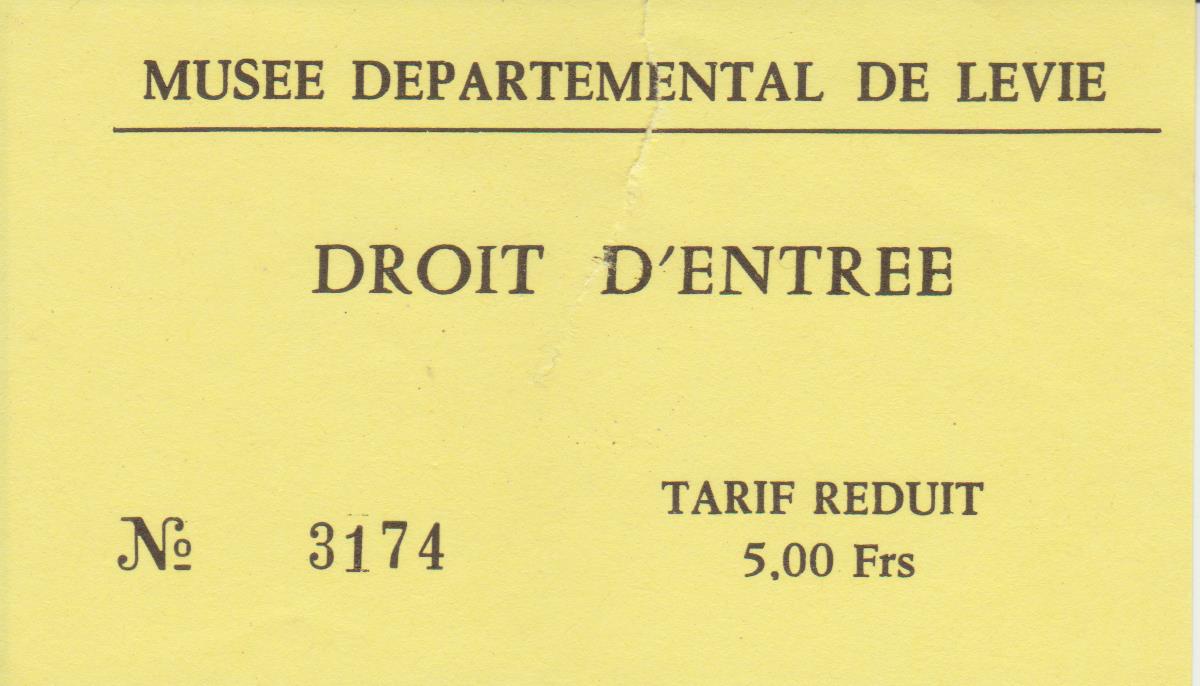 MUSEE DEPARTEMENTAL DE LEVIE
DROIT D'ENTREE
№ 3174
TARIF REDUIT
5,00 Frs